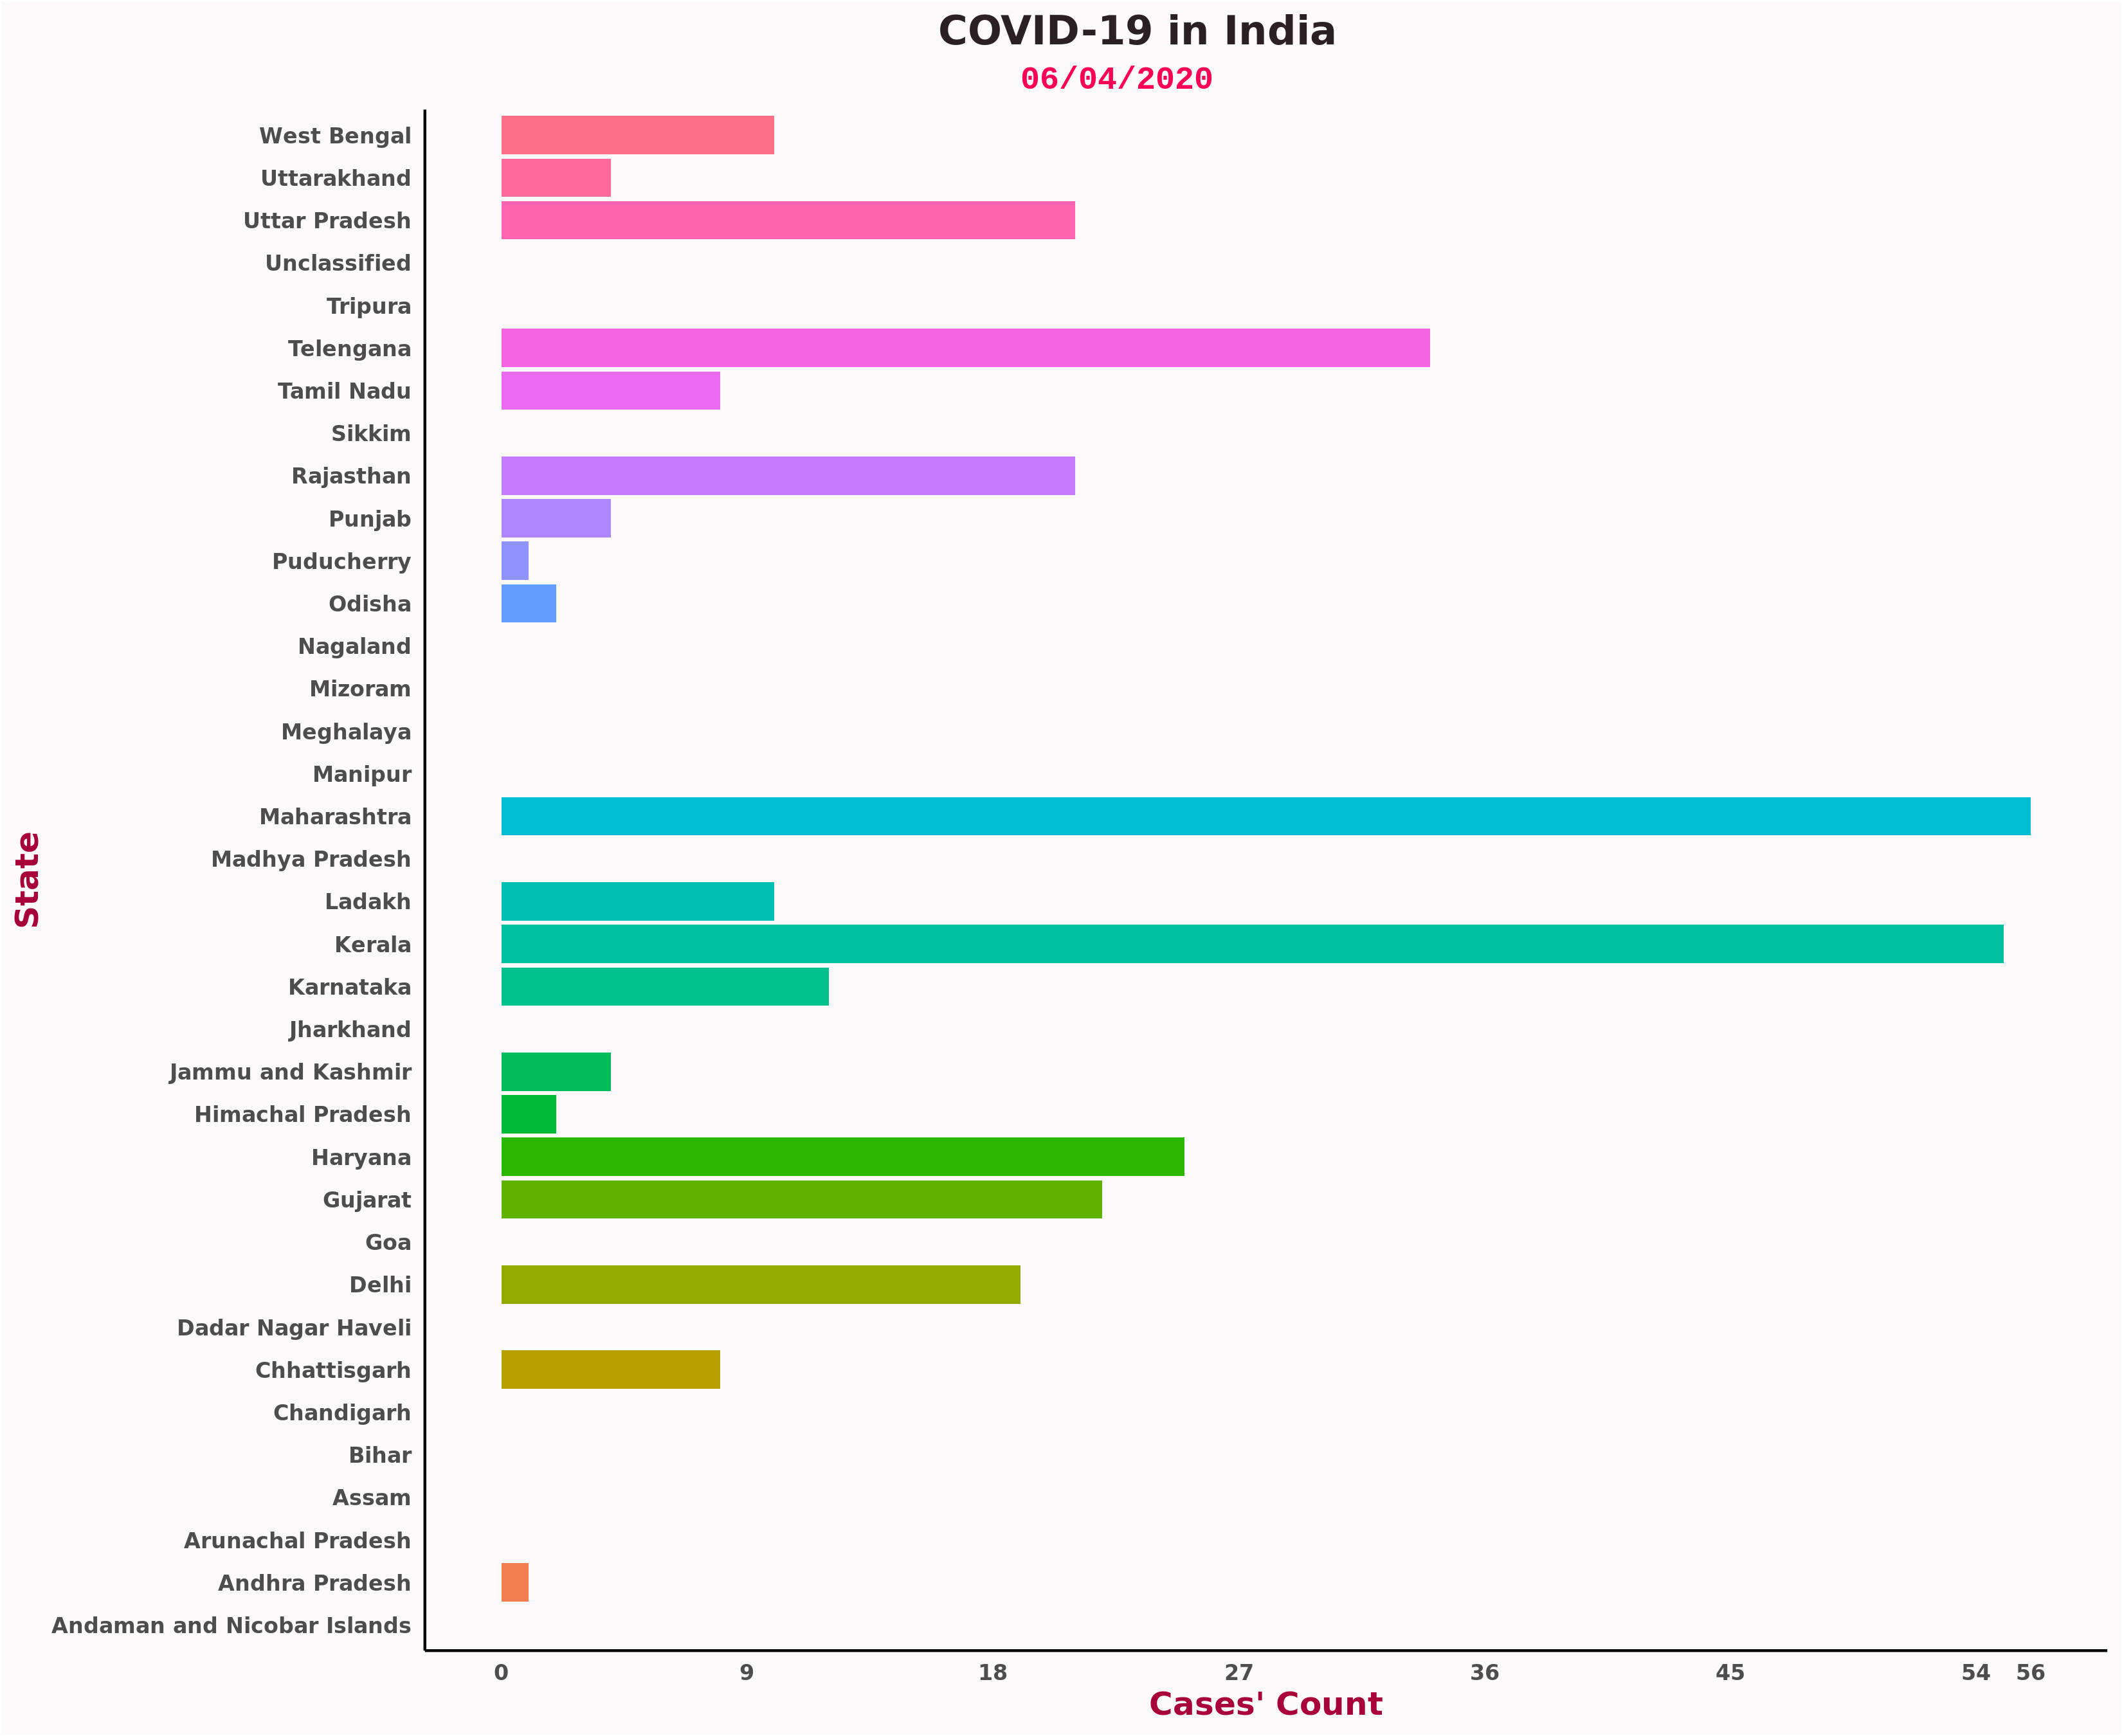 COVID-19 in India
06/04/2020
West Bengal
Uttarakhand
Uttar Pradesh
Unclassified
Tripura
Telengana
Tamil Nadu
Sikkim
Rajasthan
Punjab
Puducherry
Odisha
Nagaland
Mizoram
Meghalaya
Manipur
Maharashtra
Madhya Pradesh
Ladakh
Kerala
Karnataka
Jharkhand
Jammu and Kashmir
Himachal Pradesh
Haryana
Gujarat
Goa
Delhi
Dadar Nagar Haveli
Chhattisgarh
Chandigarh
Bihar
Assam
Arunachal Pradesh
Andhra Pradesh
Andaman and Nicobar Islands
State
0 9 18 27 36 45 54 56
Cases' Count